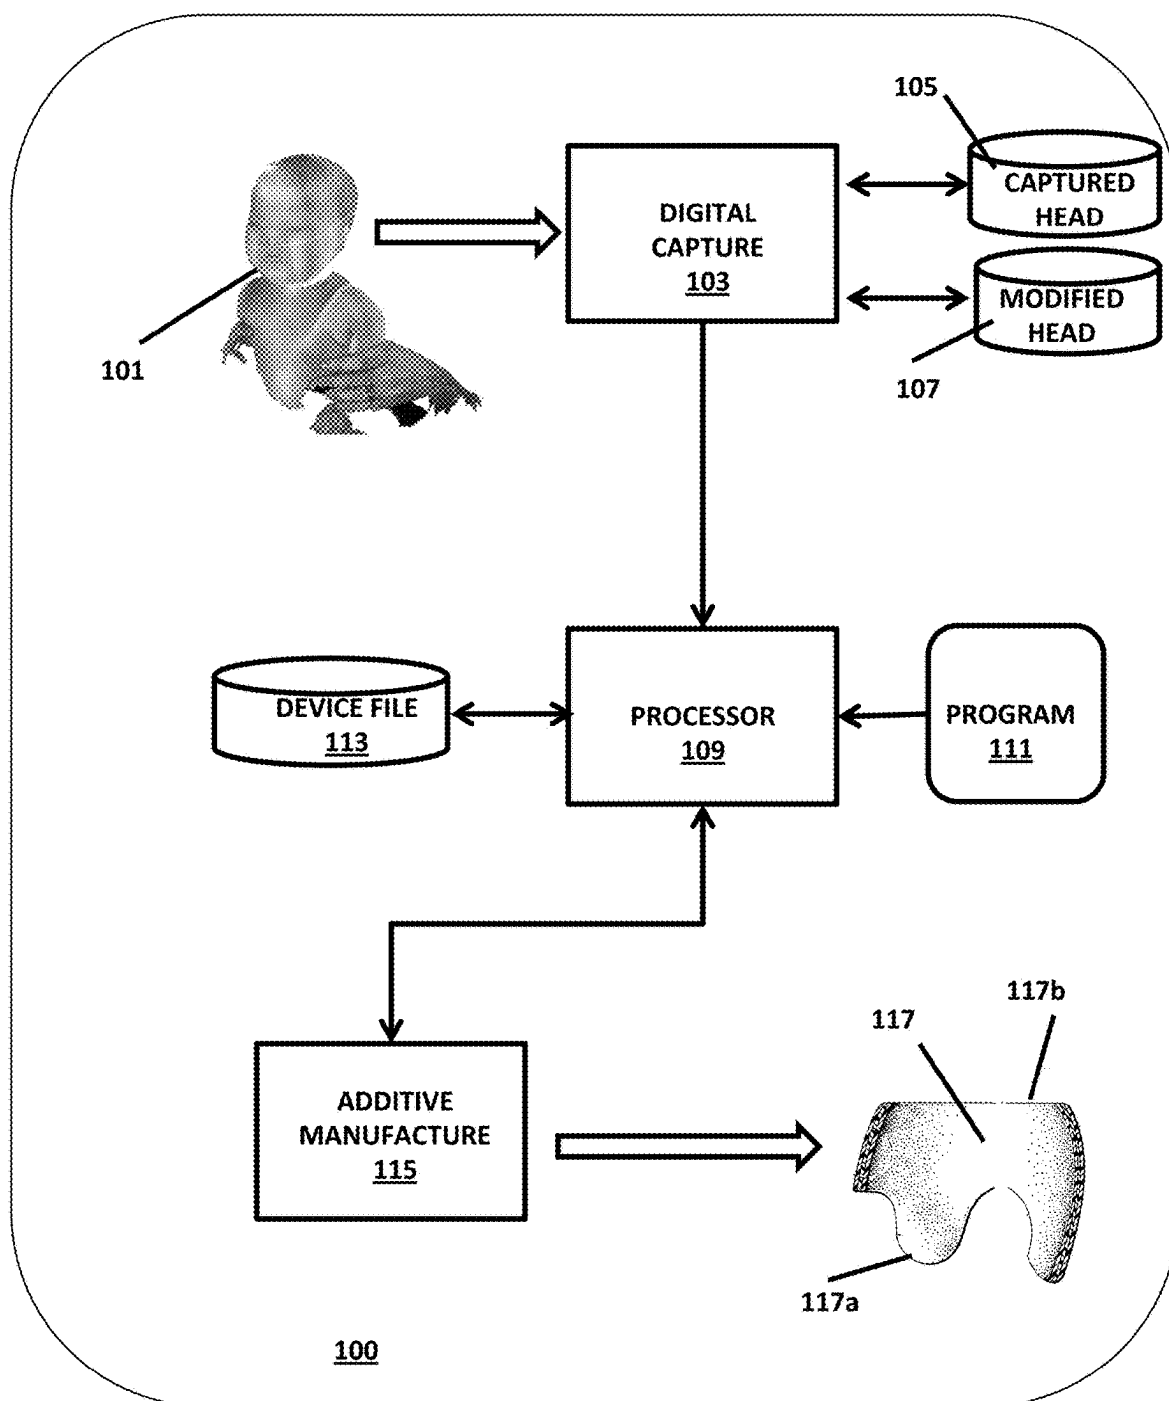 105
DIGITAL
CAPTURE
103
CAPTURED
HEAD
MODIFIED
HEAD
101
107
DEVICE FILE
113
PROCESSOR
109
PROGRAM
111
117b
117
ADDITIVE
MANUFACTURE
115
117a
100